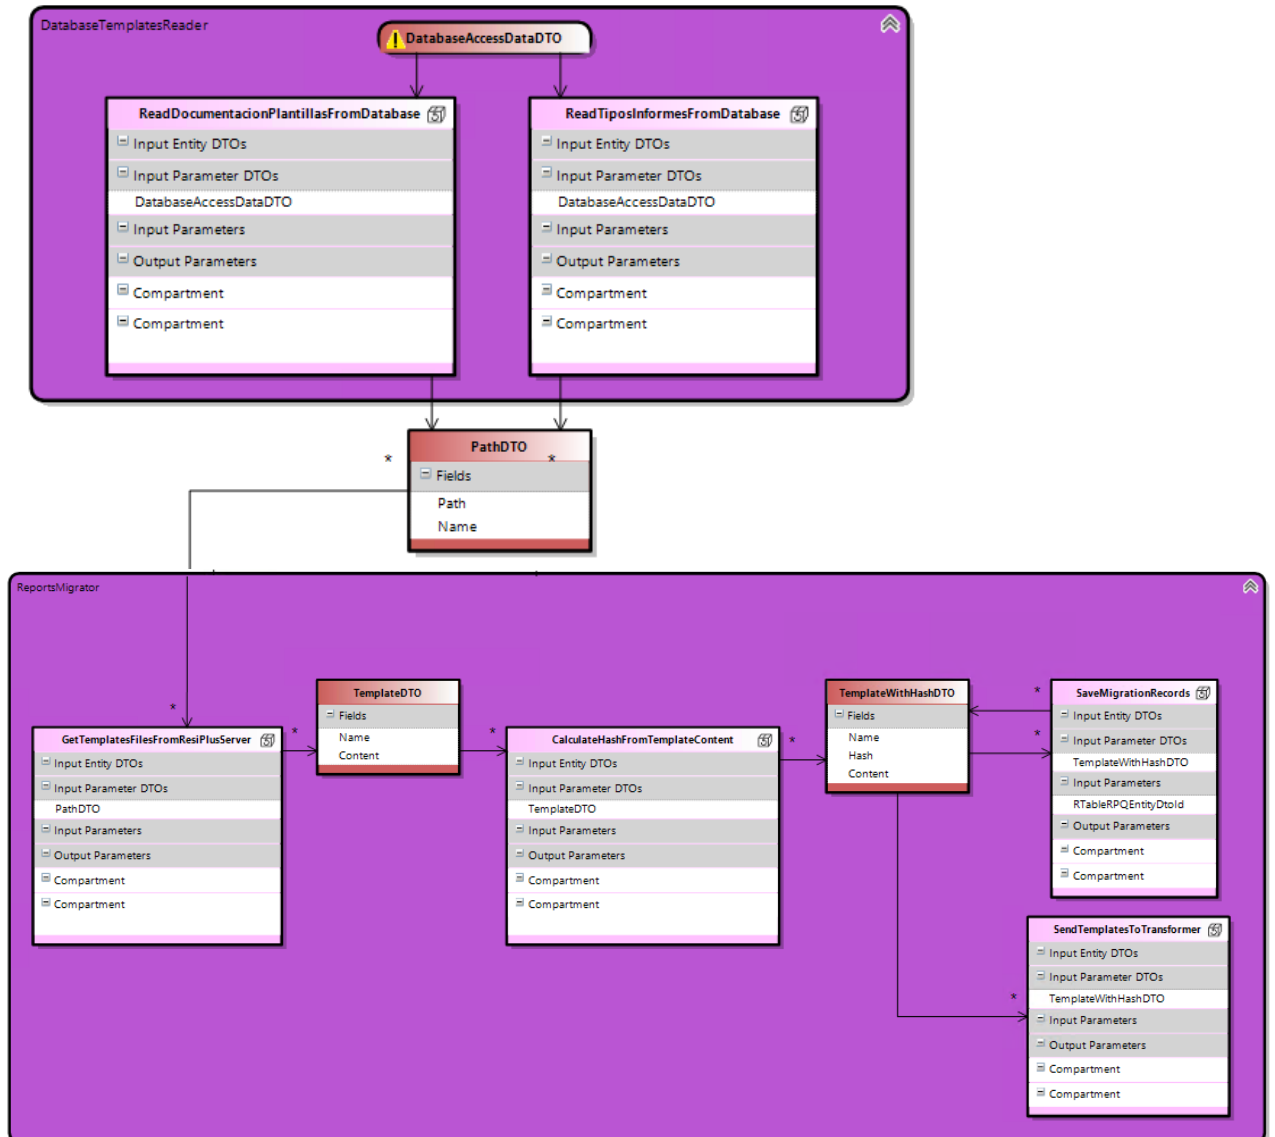 DatabaseTemplatesReader
DatabaseAccessDataDTO
ReadDocumentacionPlantillasFromDatabase
Input Entity DTOs
Input Parameter DTOs
DatabaseAccessDataDTO
Input Parameters
Output Parameters
Compartment
Compartment
ReadTiposInformesFromDatabase
Input Entity DTOs
Input Parameter DTOs
DatabaseAccessDataDTO
Input Parameters
Output Parameters
Compartment
Compartment
*
PathDTO
*
Fields
Path
Name
ReportsMigrator
*
GetTemplatesFilesFromResiPlusServer
Input Entity DTOs
Input Parameter DTOs
PathDTO
Input Parameters
Output Parameters
Compartment
Compartment
*
TemplateDTO
Fields
Name
Content
*
CalculateHashFromTemplateContent
Input Entity DTOs
Input Parameter DTOs
TemplateDTO
Input Parameters
Output Parameters
Compartment
Compartment
*
TemplateWithHashDTO
Fields
Name
Hash
Content
*
*
SaveMigrationRecords
Input Entity DTOs
Input Parameter DTOs
TemplateWithHashDTO
Input Parameters
RTableRPQEntityDtoId
Output Parameters
Compartment
Compartment
*
SendTemplatesToTransformer
Input Entity DTOs
Input Parameter DTOs
TemplateWithHashDTO
Input Parameters
Output Parameters
Compartment
Compartment